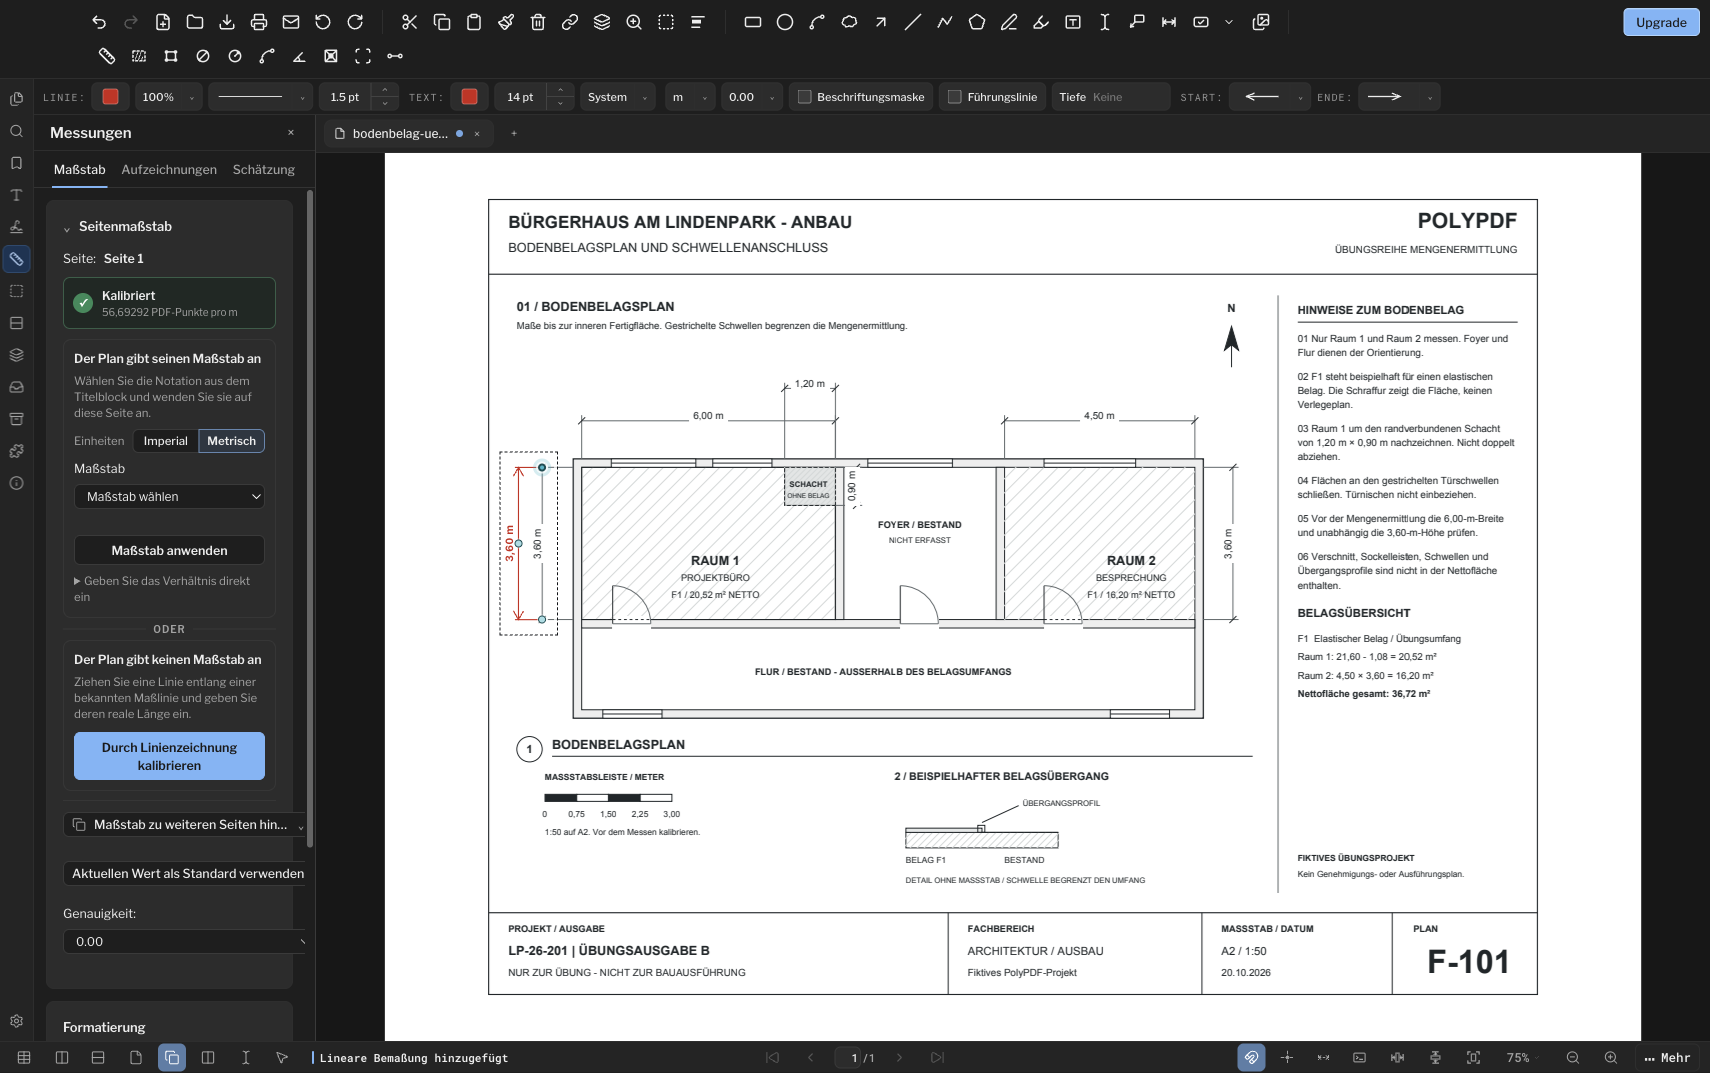 Upgrade
LINIE:
100%
1.5 pt
TEXT:
14 pt
System
m
0.00
Beschriftungsmaske
Führungslinie
Tiefe Keine
START:
ENDE:
Messungen
bodenbelag-ue...
Maßstab
Aufzeichnungen
Schätzung
Seitenmaßstab
Seite: Seite 1
Kalibriert
56,69292 PDF-Punkte pro m
Der Plan gibt seinen Maßstab an
Wählen Sie die Notation aus dem
Titelblock und wenden Sie sie auf
diese Seite an.
Einheiten
Imperial
Metrisch
Maßstab
Maßstab wählen
Maßstab anwenden
Geben Sie das Verhältnis direkt
ein
ODER
Der Plan gibt keinen Maßstab an
Ziehen Sie eine Linie entlang einer
bekannten Maßlinie und geben Sie
deren reale Länge ein.
Durch Linienzeichnung
kalibrieren
Maßstab zu weiteren Seiten hin...
Aktuellen Wert als Standard verwenden
Genauigkeit:
0.00
Formatierung
BÜRGERHAUS AM LINDENPARK - ANBAU
BODENBELAGSPLAN UND SCHWELLENANSCHLUSS
POLYPDF
ÜBUNGSREIHE MENGENERMITTLUNG
01 / BODENBELAGSPLAN
Maße bis zur inneren Fertigfläche. Gestrichelte Schwellen begrenzen die Mengenermittlung.
N
1,20 m
6,00 m
4,50 m
3,60 m
3,60 m
SCHACHT
OHNE BELAG
0,90 m
FOYER / BESTAND
NICHT ERFASST
3,60 m
RAUM 1
PROJEKTBÜRO
F1 / 20,52 m² NETTO
RAUM 2
BESPRECHUNG
F1 / 16,20 m² NETTO
FLUR / BESTAND - AUSSERHALB DES BELAGSUMFANGS
1
BODENBELAGSPLAN
MASSSTABSLEISTE / METER
0 0,75 1,50 2,25 3,00
1:50 auf A2. Vor dem Messen kalibrieren.
2 / BEISPIELHAFTER BELAGSÜBERGANG
ÜBERGANGSPROFIL
BELAG F1
BESTAND
DETAIL OHNE MASSSTAB / SCHWELLE BEGRENZT DEN UMFANG
HINWEISE ZUM BODENBELAG
01 Nur Raum 1 und Raum 2 messen. Foyer und
Flur dienen der Orientierung.
02 F1 steht beispielhaft für einen elastischen
Belag. Die Schraffur zeigt die Fläche, keinen
Verlegeplan.
03 Raum 1 um den randverbundenen Schacht
von 1,20 m × 0,90 m nachzeichnen. Nicht doppelt
abziehen.
04 Flächen an den gestrichelten Türschwellen
schließen. Türnischen nicht einbeziehen.
05 Vor der Mengenermittlung die 6,00-m-Breite
und unabhängig die 3,60-m-Höhe prüfen.
06 Verschnitt, Sockelleisten, Schwellen und
Übergangsprofile sind nicht in der Nettofläche
enthalten.
BELAGSÜBERSICHT
F1 Elastischer Belag / Übungsumfang
Raum 1: 21,60 - 1,08 = 20,52 m²
Raum 2: 4,50 × 3,60 = 16,20 m²
Nettofläche gesamt: 36,72 m²
FIKTIVES ÜBUNGSPROJEKT
Kein Genehmigungs- oder Ausführungsplan.
PROJEKT / AUSGABE
LP-26-201 | ÜBUNGSAUSGABE B
NUR ZUR ÜBUNG - NICHT ZUR BAUAUSFÜHRUNG
FACHBEREICH
ARCHITEKTUR / AUSBAU
Fiktives PolyPDF-Projekt
MASSSTAB / DATUM
A2 / 1:50
20.10.2026
PLAN
F-101
Lineare Bemaßung hinzugefügt
1 /1
75%
... Mehr